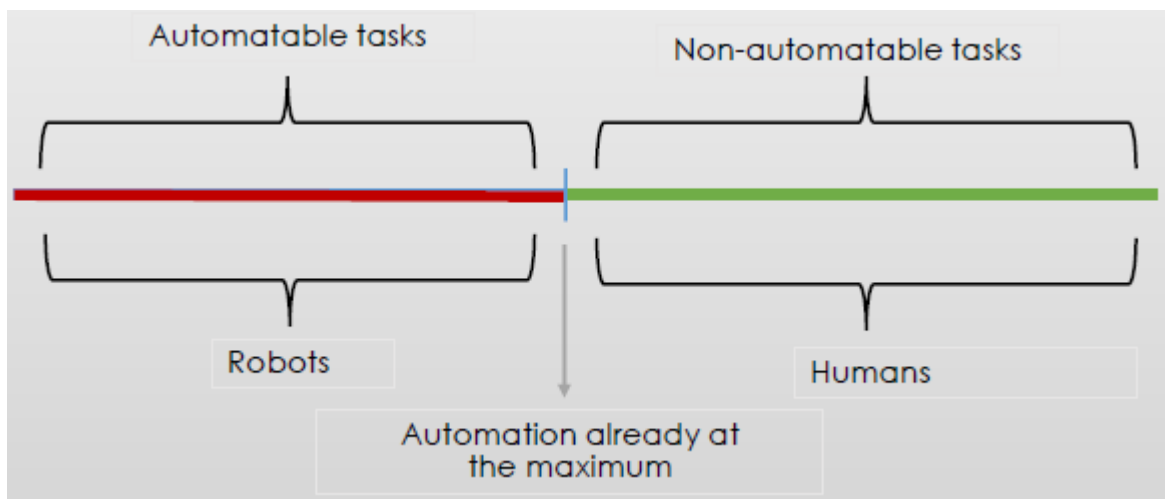 Automatable tasks
Non-automatable tasks
Robots
Humans
Automation already at
the maximum